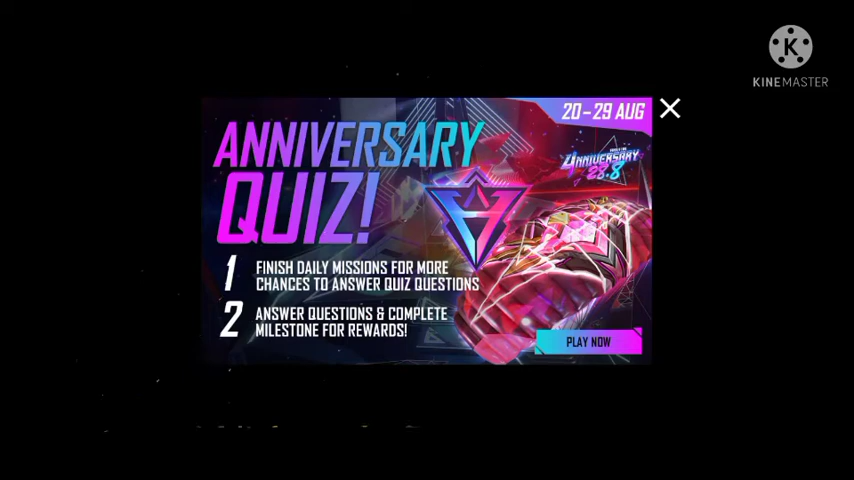 KINEMASTER
20-29 AUG
ANNIVERSARY
QUIZ!
4NNIVERSARY
28.8
1 FINISH DAILY MISSIONS FOR MORE
CHANCES TO ANSWER QUIZ QUESTIONS
2 ANSWER QUESTIONS & COMPLETE
MILESTONE FOR REWARDS!
PLAY NOW